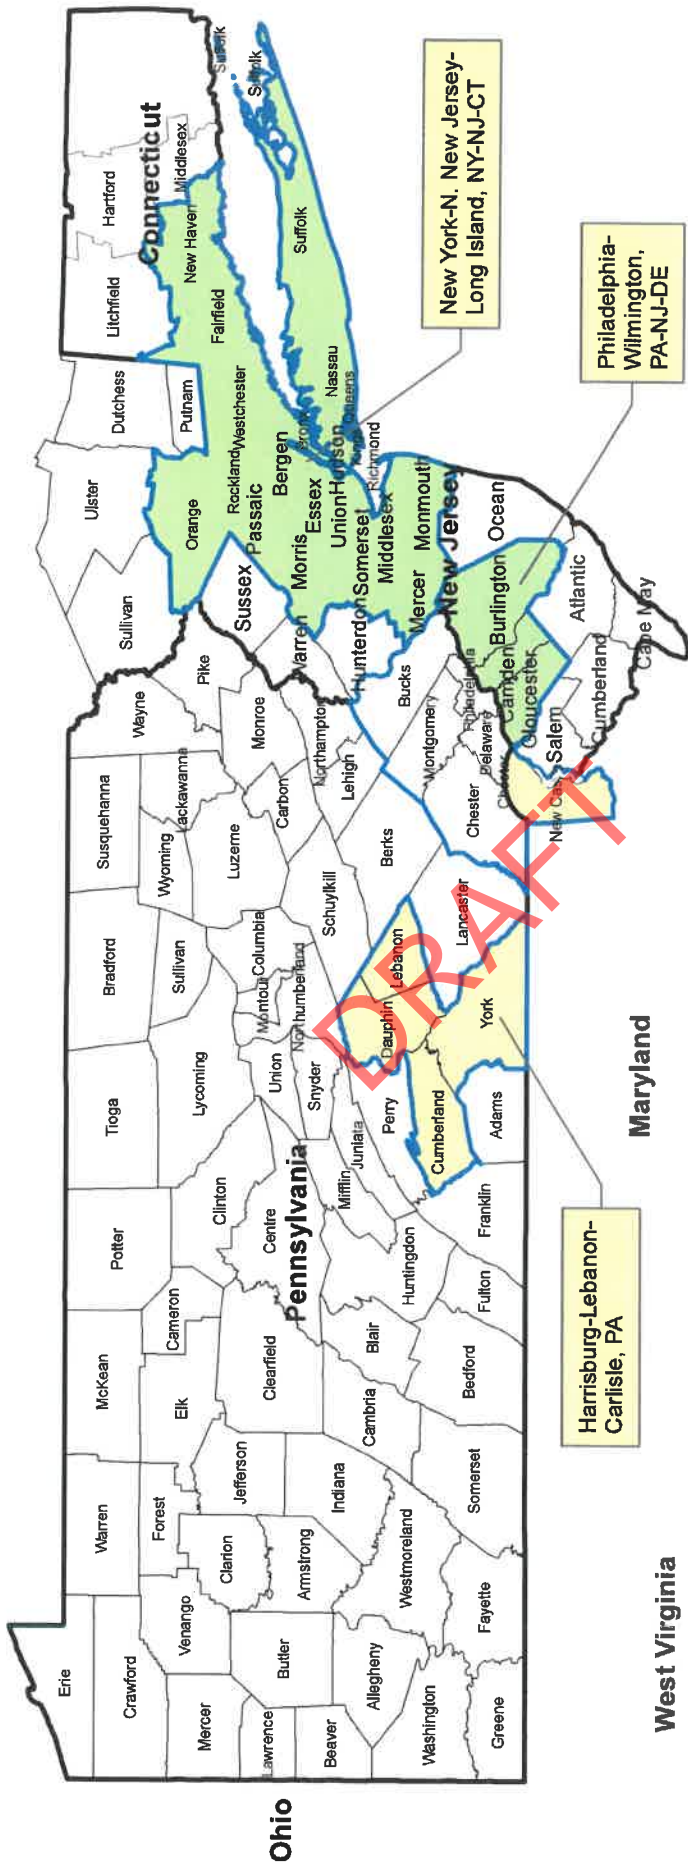 Ohio
West Virginia
Maryland
Pennsylvania
New Jersey
Connecticut
Erie
Crawford
Warren
McKean
Potter
Tioga
Bradford
Susquehanna
Wayne
Mercer
Venango
Forest
Elk
Cameron
Clinton
Lycoming
Sullivan
Wyoming
Lackawanna
Pike
Lawrence
Butler
Clarion
Jefferson
Clearfield
Centre
Union
Montour
Columbia
Luzerne
Monroe
Beaver
Allegheny
Armstrong
Indiana
Cambria
Blair
Huntingdon
Mifflin
Juniata
Snyder
Northumberland
Schuylkill
Carbon
Northampton
Lehigh
Washington
Westmoreland
Greene
Fayette
Somerset
Bedford
Fulton
Franklin
Cumberland
Perry
Adams
York
Dauphin
Lebanon
Lancaster
Berks
Chester
Montgomery
Bucks
Delaware
Philadelphia
New Cas
Sullivan
Ulster
Dutchess
Orange
Putnam
Rockland
Westchester
Litchfield
Hartford
Middlesex
New Haven
Fairfield
Suffolk
Suffolk
Suffolk
Nassau
Queens
Bronx
Richmond
Sussex
Passaic
Bergen
Warren
Morris
Essex
Hudson
Union
Hunterdon
Somerset
Middlesex
Mercer
Monmouth
Ocean
Burlington
Camden
Gloucester
Salem
Atlantic
Cumberland
Cape May
New York-N. New Jersey-
Long Island, NY-NJ-CT
Philadelphia-
Wilmington,
PA-NJ-DE
Harrisburg-Lebanon-
Carlisle, PA
DRAFT